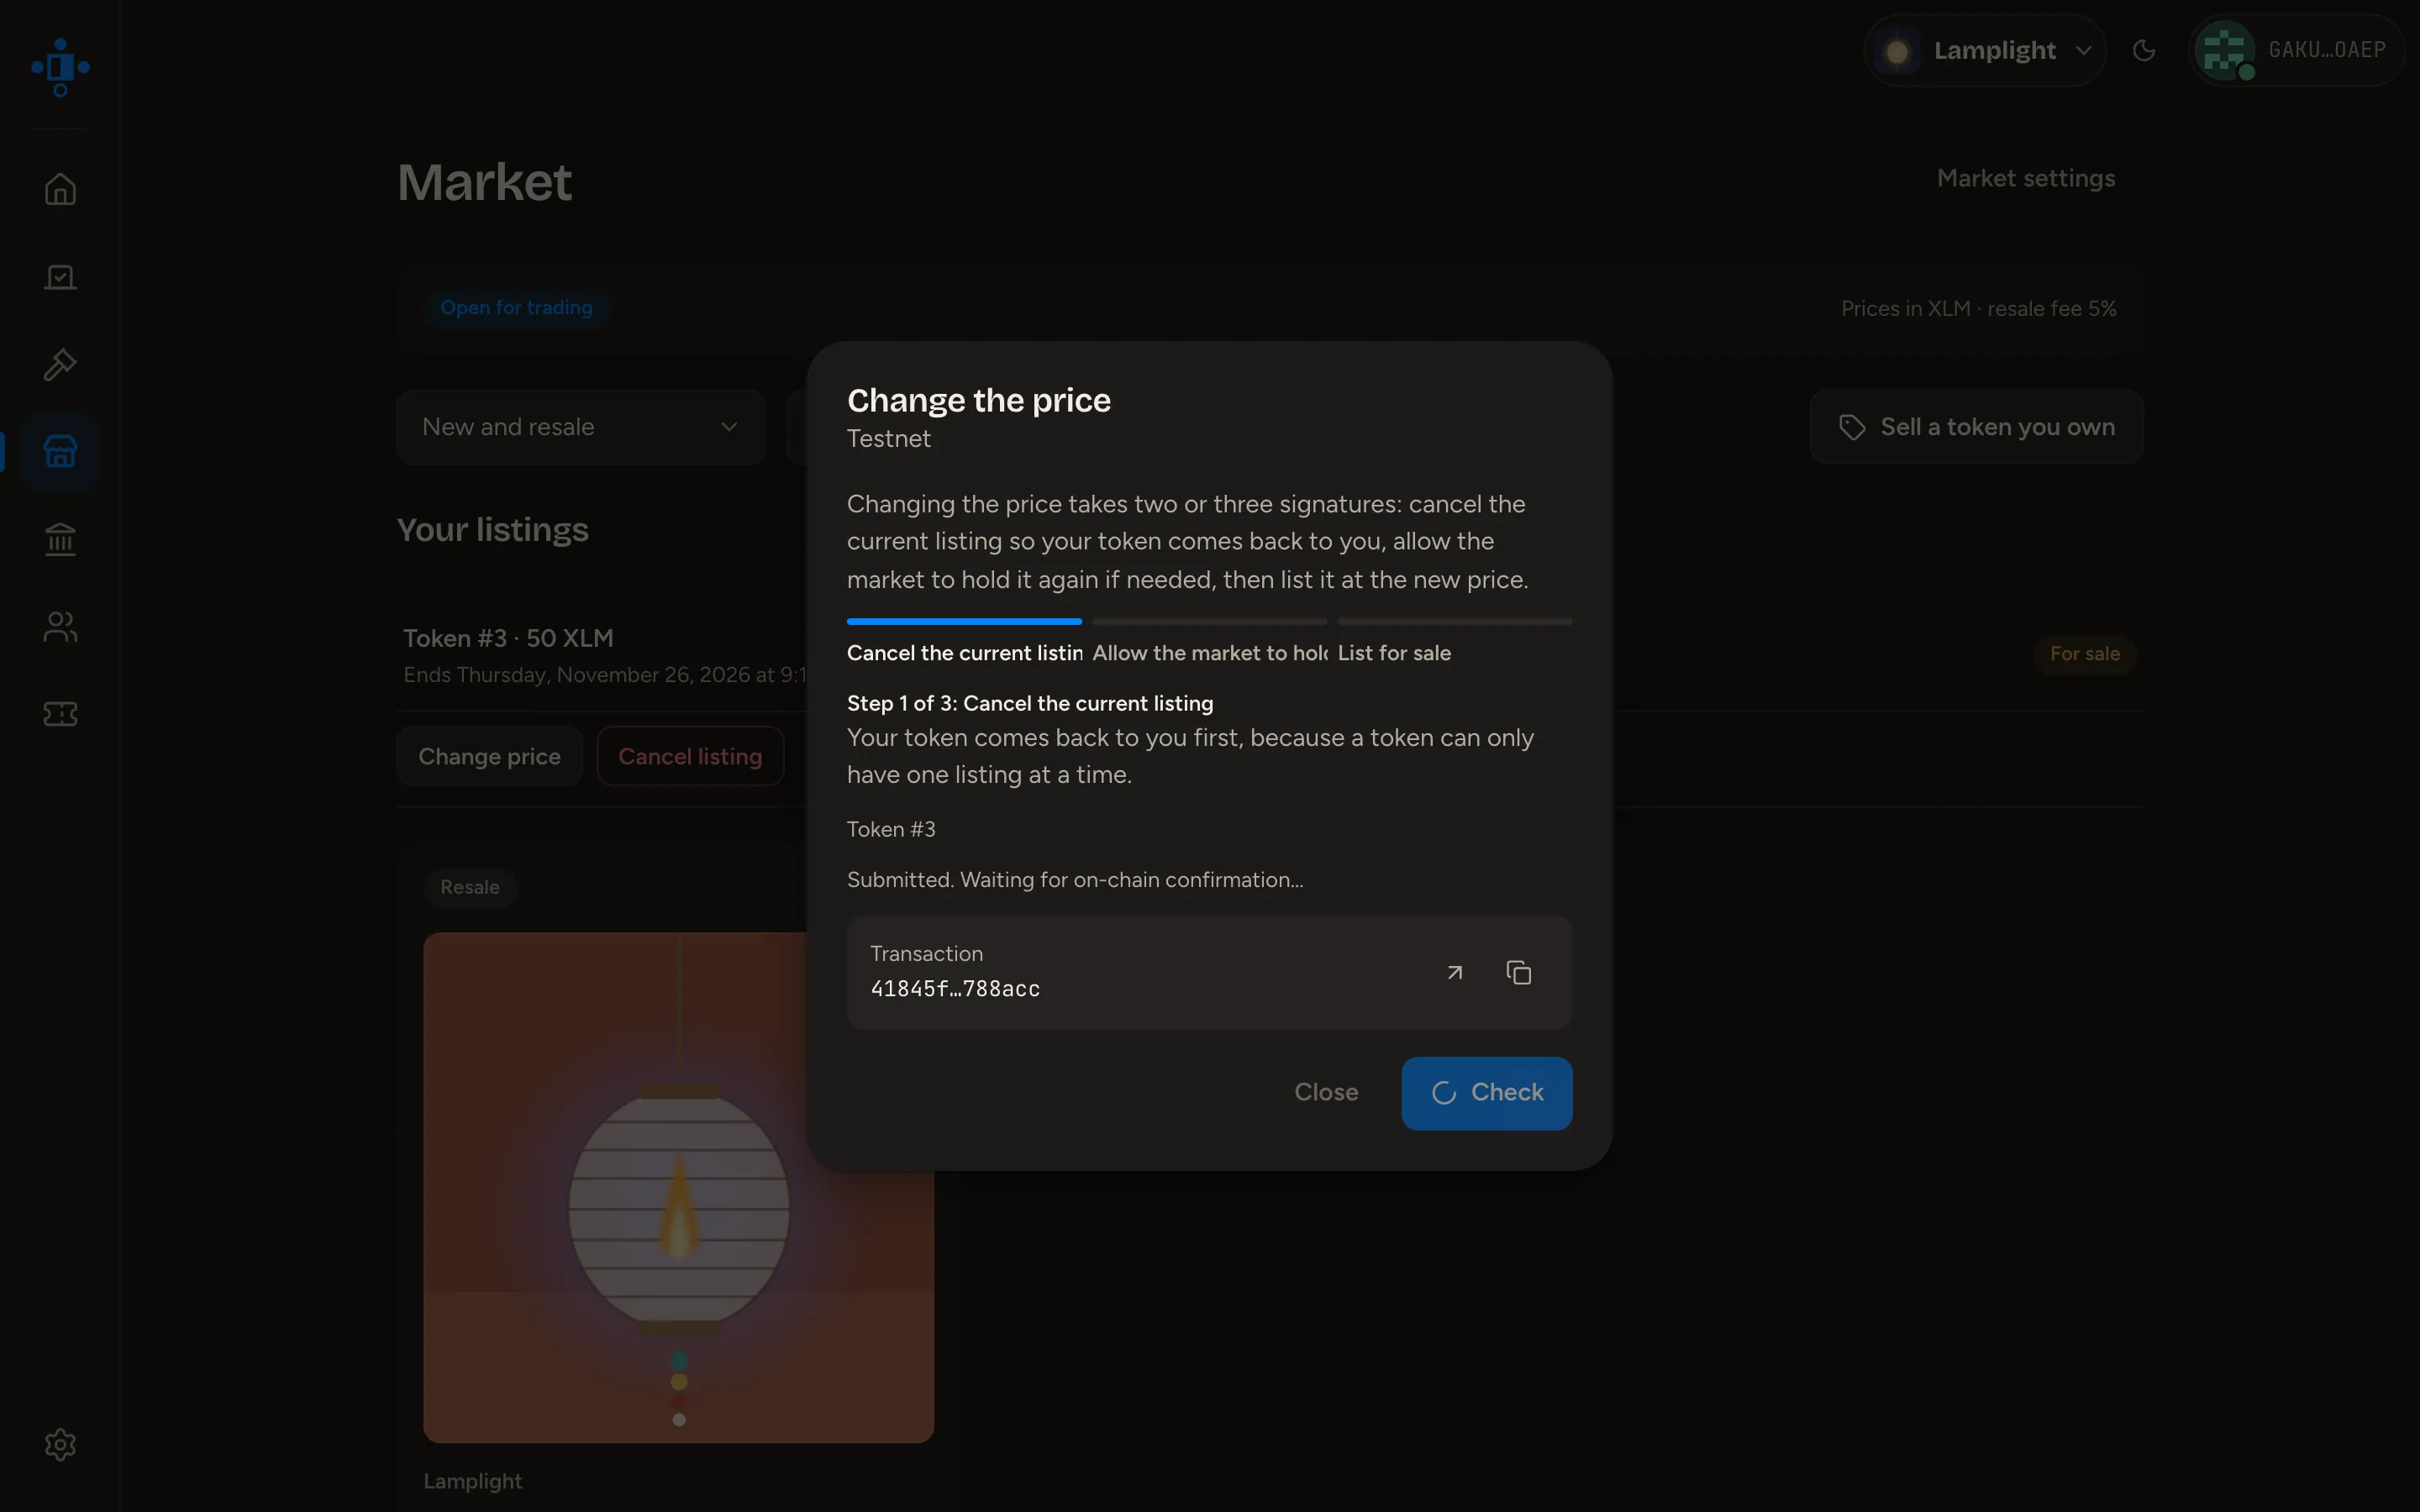 Lamplight
GAKU…OAEP
Market
Market settings
Open for trading
Prices in XLM · resale fee 5%
New and resale
Sell a token you own
Your listings
Token #3 · 50 XLM
Ends Thursday, November 26, 2026 at 9:1
For sale
Change price
Cancel listing
Resale
Lamplight
Change the price
Testnet
Changing the price takes two or three signatures: cancel the
current listing so your token comes back to you, allow the
market to hold it again if needed, then list it at the new price.
Cancel the current listin
Allow the market to hol
List for sale
Step 1 of 3: Cancel the current listing
Your token comes back to you first, because a token can only
have one listing at a time.
Token #3
Submitted. Waiting for on-chain confirmation...
Transaction
41845f…788acc
Close
Check